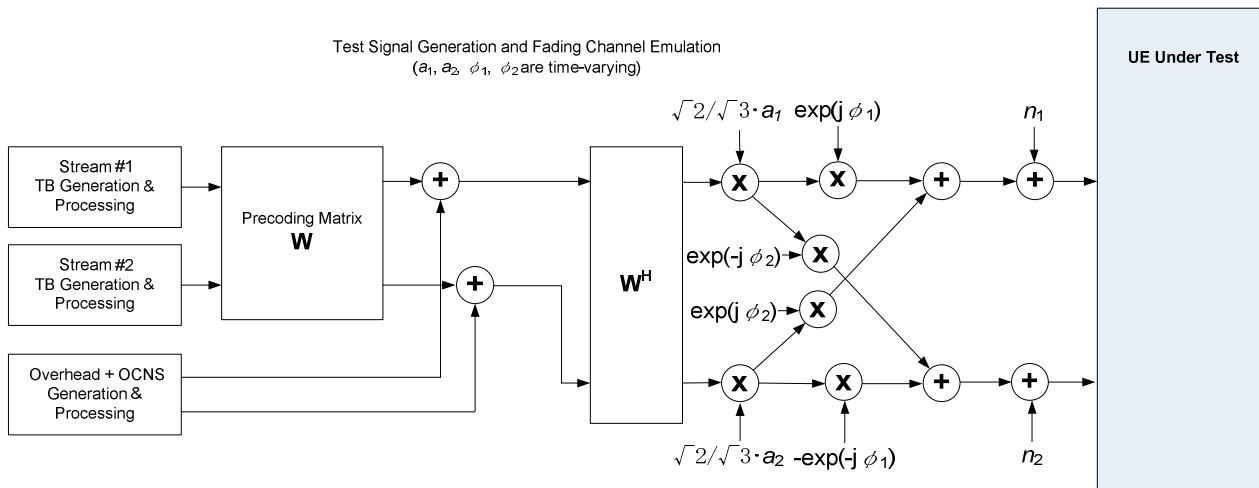 Test Signal Generation and Fading Channel Emulation
(a₁, a₂, ϕ₁, ϕ₂ are time-varying)
UE Under Test
√2/√3·a₁ exp(j ϕ₁)
n₁
Stream #1
TB Generation &
Processing
Precoding Matrix
W
+
X
X
+
+
Stream #2
TB Generation &
Processing
exp(-j ϕ₂)
X
+
Wᴴ
exp(j ϕ₂)
X
Overhead + OCNS
Generation &
Processing
X
X
+
+
√2/√3·a₂ -exp(-j ϕ₁)
n₂